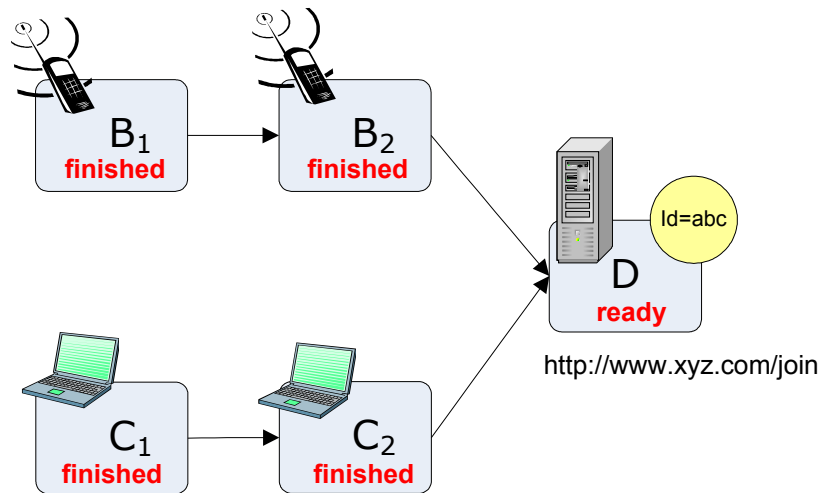 B₁
finished
B₂
finished
Id=abc
D
ready
http://www.xyz.com/join
C₁
finished
C₂
finished